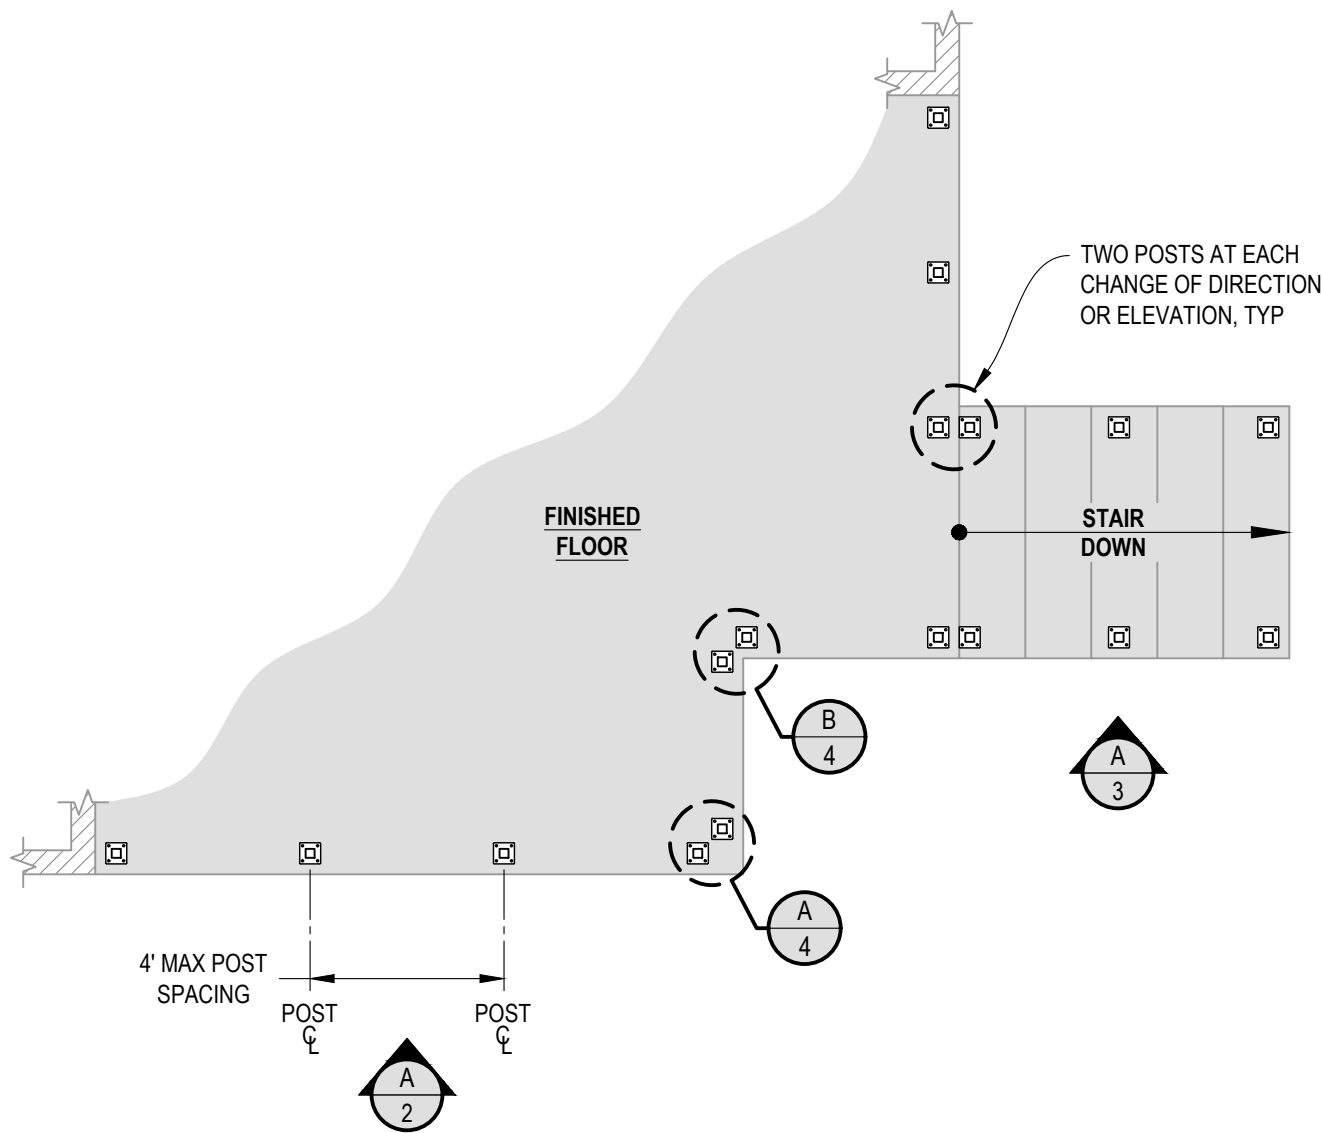 TWO POSTS AT EACH
CHANGE OF DIRECTION
OR ELEVATION, TYP
FINISHED
FLOOR
STAIR
DOWN
B
4
A
3
A
4
4' MAX POST
SPACING
POST
℄
POST
℄
A
2